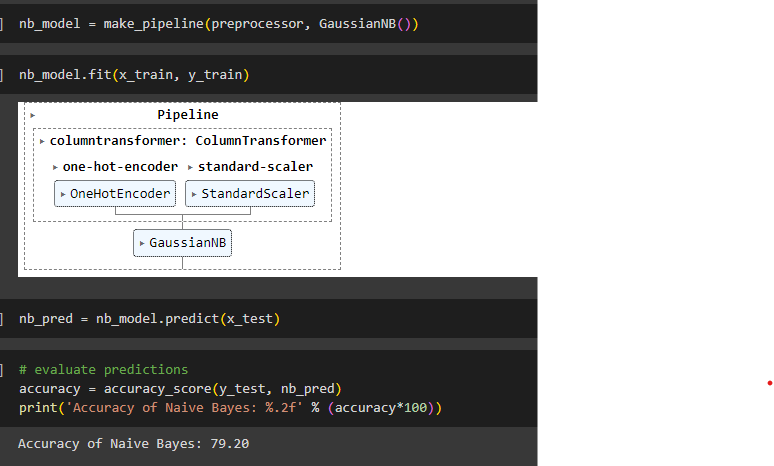 ] nb_model = make_pipeline(preprocessor, GaussianNB())
] nb_model.fit(x_train, y_train)
▸ Pipeline
▸ columntransformer: ColumnTransformer
▸ one-hot-encoder ▸ standard-scaler
▸ OneHotEncoder ▸ StandardScaler
▸ GaussianNB
] nb_pred = nb_model.predict(x_test)
] # evaluate predictions
accuracy = accuracy_score(y_test, nb_pred)
print('Accuracy of Naive Bayes: %.2f' % (accuracy*100))
Accuracy of Naive Bayes: 79.20